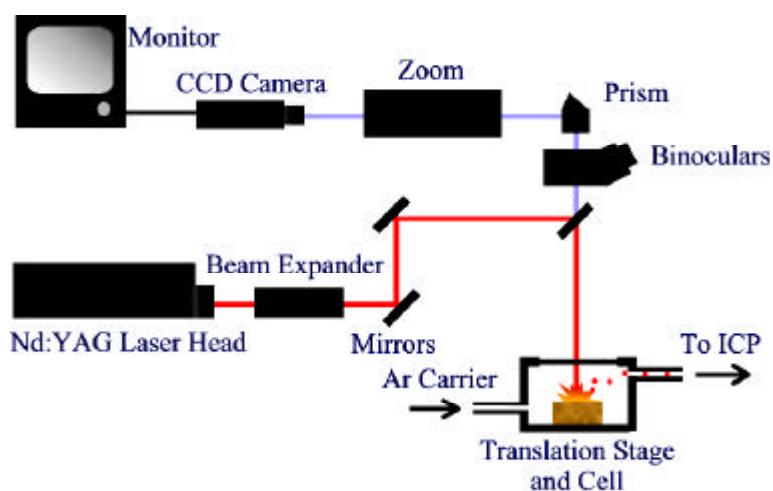 Monitor
CCD Camera
Zoom
Prism
Binoculars
Beam Expander
Nd:YAG Laser Head
Mirrors
To ICP
Ar Carrier
Translation Stage
and Cell